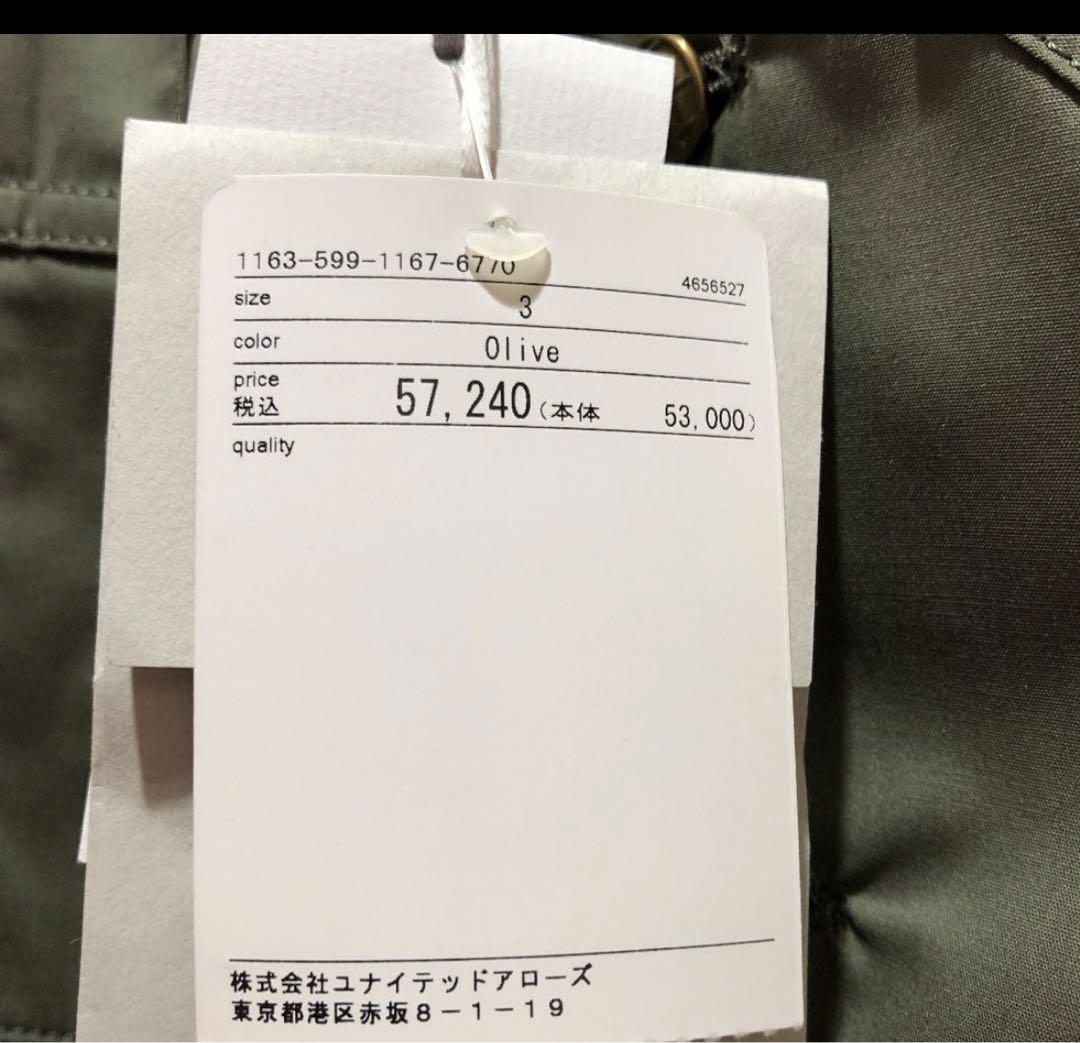 1163-599-1167-6770
4656527
size 3
color Olive
price
税込 57,240(本体 53,000)
quality
株式会社ユナイテッドアローズ
東京都港区赤坂8-1-19